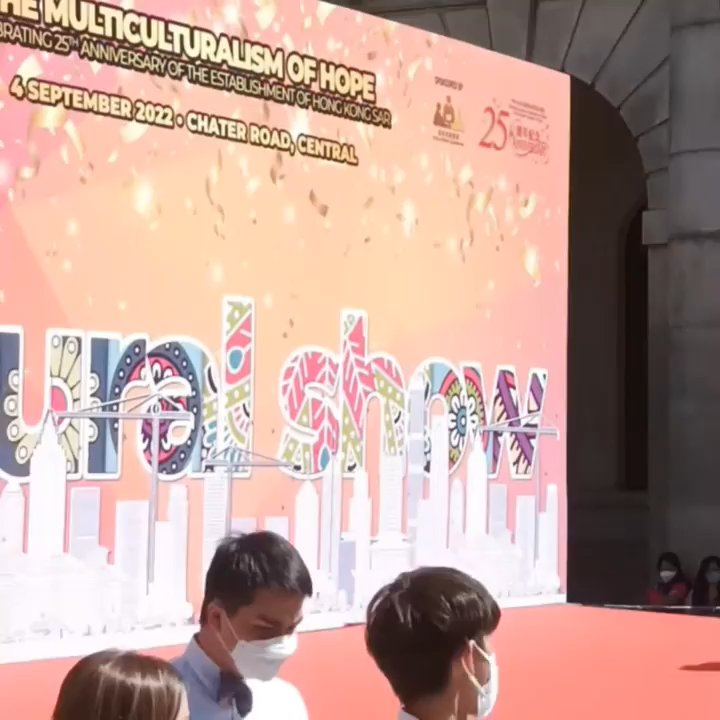 THE MULTICULTURALISM OF HOPE
BRATING 25TH ANNIVERSARY OF THE ESTABLISHMENT OF HONG KONG SAR
4 SEPTEMBER 2022 • CHATER ROAD, CENTRAL
SPONSORED BY
25
ural show